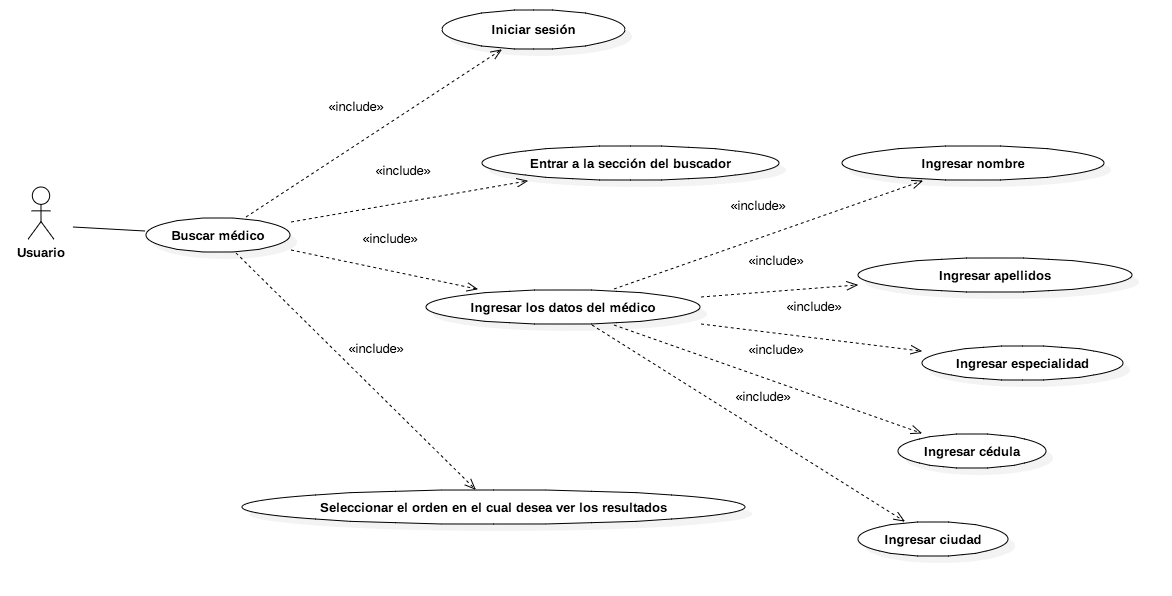 Iniciar sesión
«include»
Entrar a la sección del buscador
Ingresar nombre
«include»
«include»
Usuario
Buscar médico
«include»
«include»
Ingresar apellidos
Ingresar los datos del médico
«include»
«include»
«include»
Ingresar especialidad
«include»
Ingresar cédula
Seleccionar el orden en el cual desea ver los resultados
Ingresar ciudad